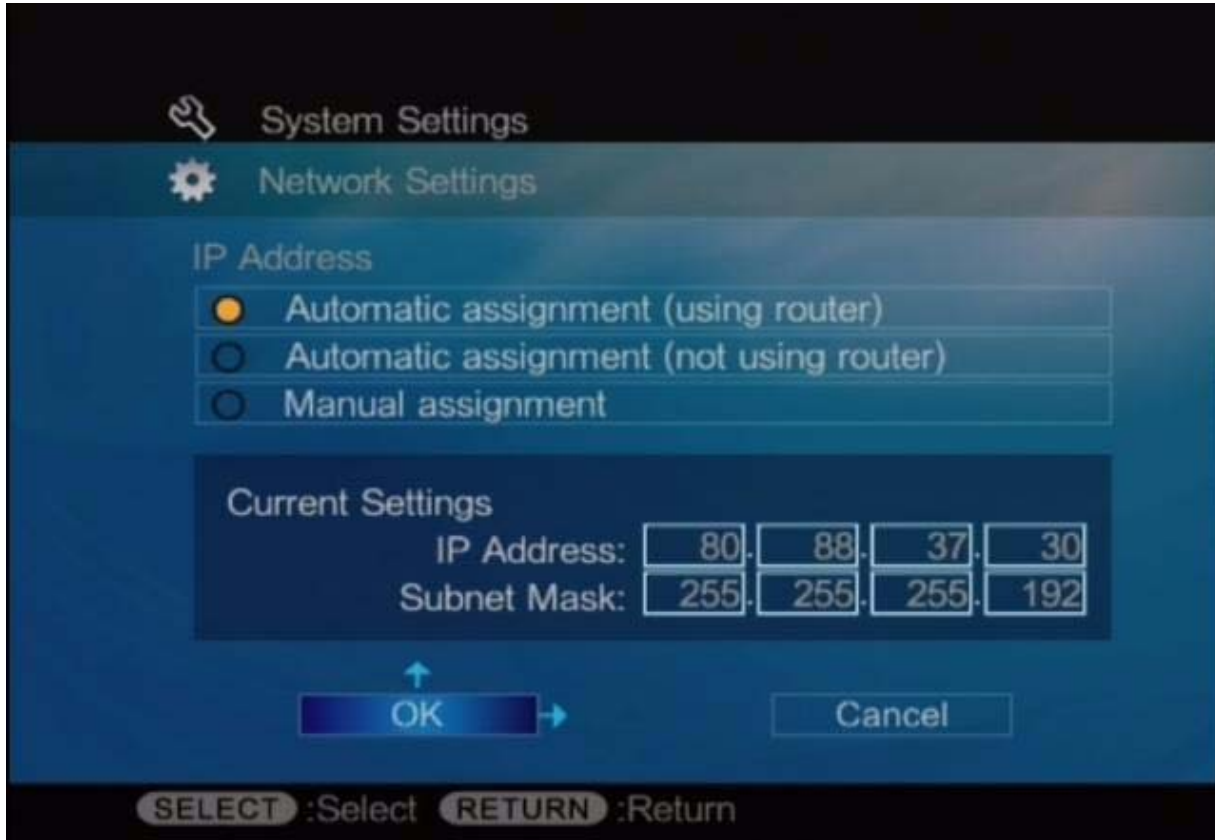 System Settings
Network Settings
IP Address
Automatic assignment (using router)
Automatic assignment (not using router)
Manual assignment
Current Settings
IP Address: 80. 88. 37. 30
Subnet Mask: 255. 255. 255. 192
OK Cancel
SELECT :Select RETURN :Return